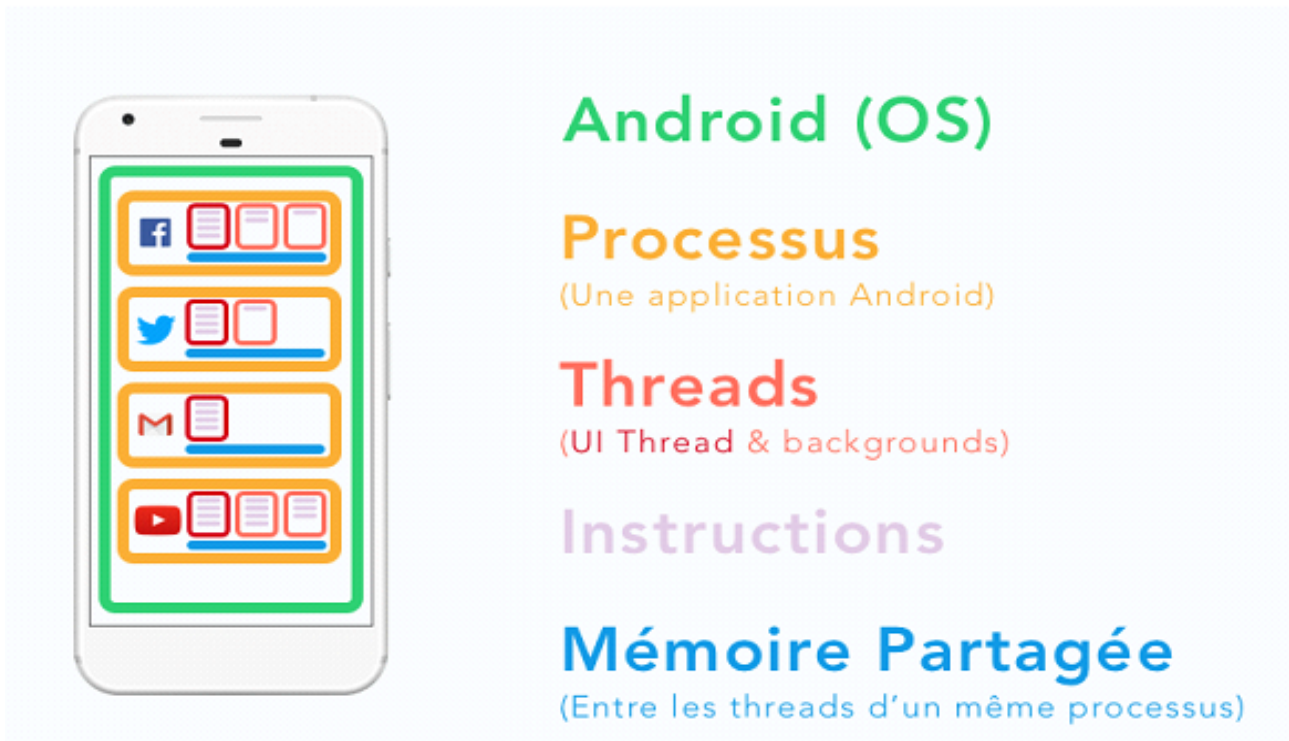 Android (OS)
Processus
(Une application Android)
Threads
(UI Thread & backgrounds)
Instructions
Mémoire Partagée
(Entre les threads d'un même processus)